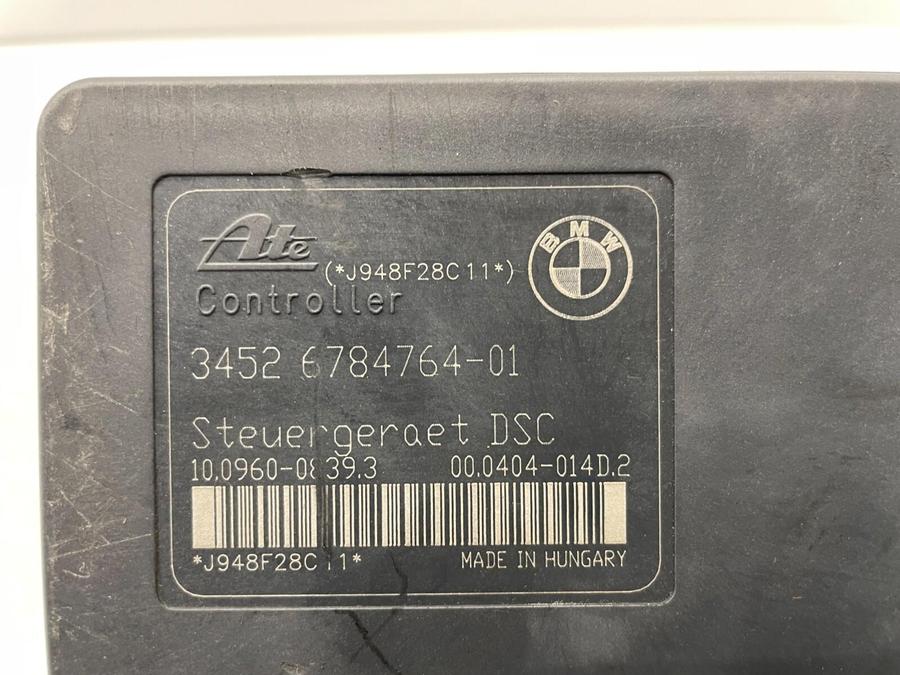 Ate
(*J948F28C11*)
BMW
Controller
3452 6784764-01
Steuergeraet DSC
10.0960-0839.3 00.0404-014D.2
*J948F28C11* MADE IN HUNGARY